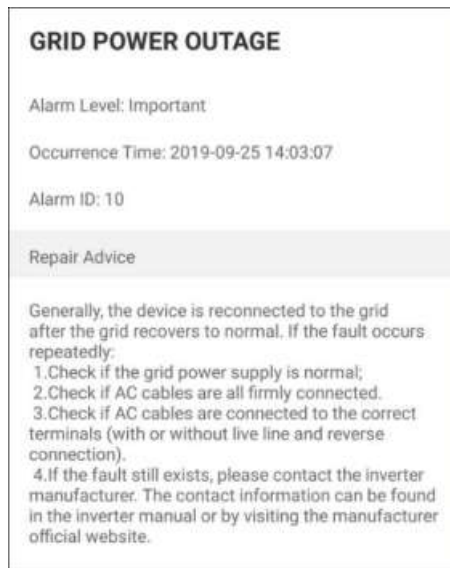 GRID POWER OUTAGE
Alarm Level: Important
Occurrence Time: 2019-09-25 14:03:07
Alarm ID: 10
Repair Advice
Generally, the device is reconnected to the grid
after the grid recovers to normal. If the fault occurs
repeatedly:
1.Check if the grid power supply is normal;
2.Check if AC cables are all firmly connected.
3.Check if AC cables are connected to the correct
terminals (with or without live line and reverse
connection).
4.If the fault still exists, please contact the inverter
manufacturer. The contact information can be found
in the inverter manual or by visiting the manufacturer
official website.